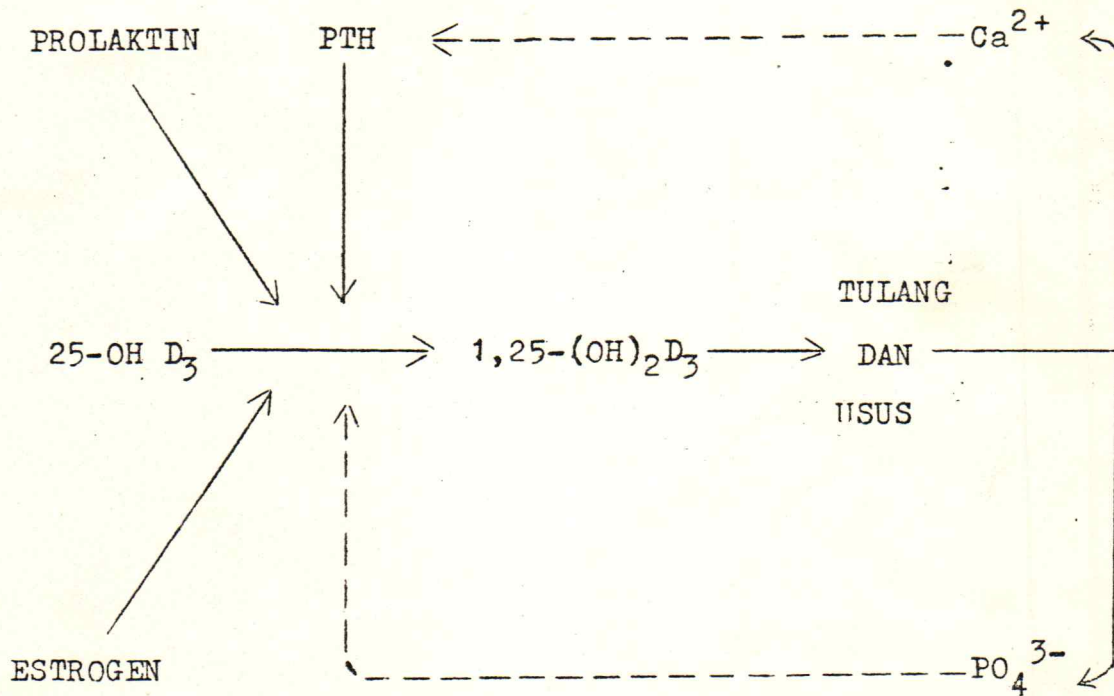 PROLAKTIN PTH Ca²⁺
TULANG
25-OH D₃ 1,25-(OH)₂D₃ DAN
USUS
ESTROGEN PO₄³⁻